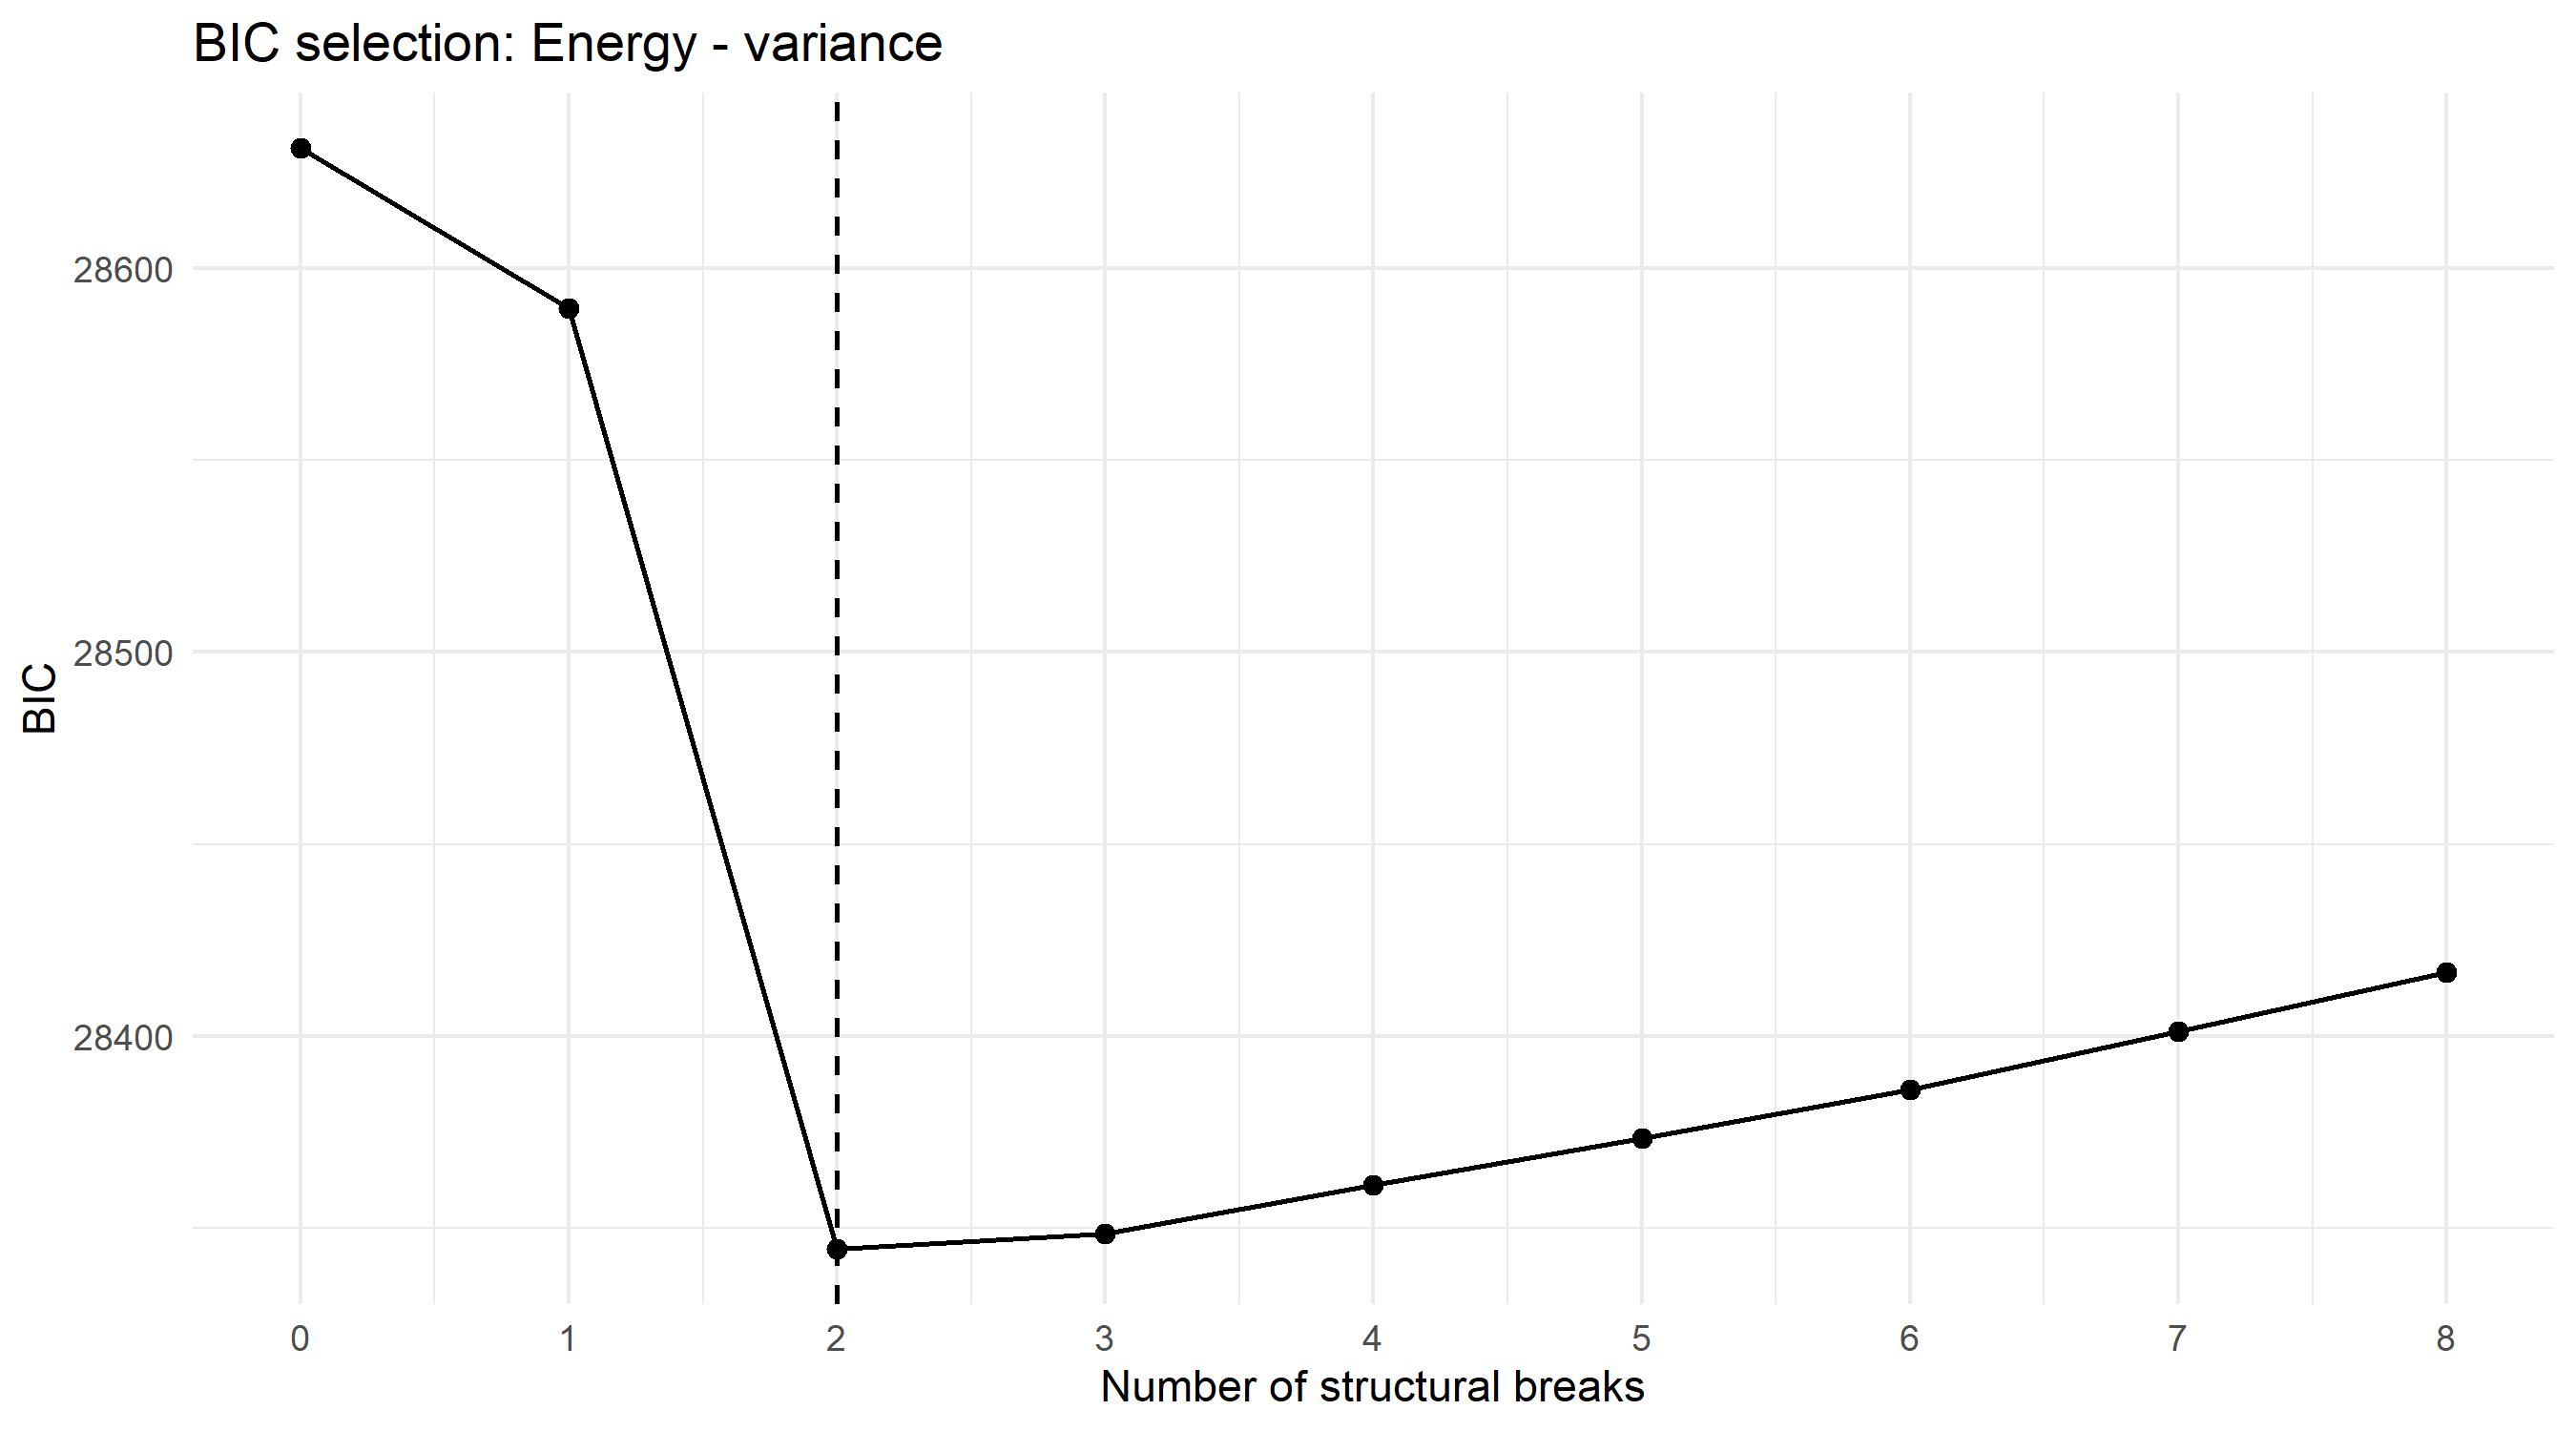 BIC selection: Energy - variance
28600
28500
28400
BIC
0 1 2 3 4 5 6 7 8
Number of structural breaks